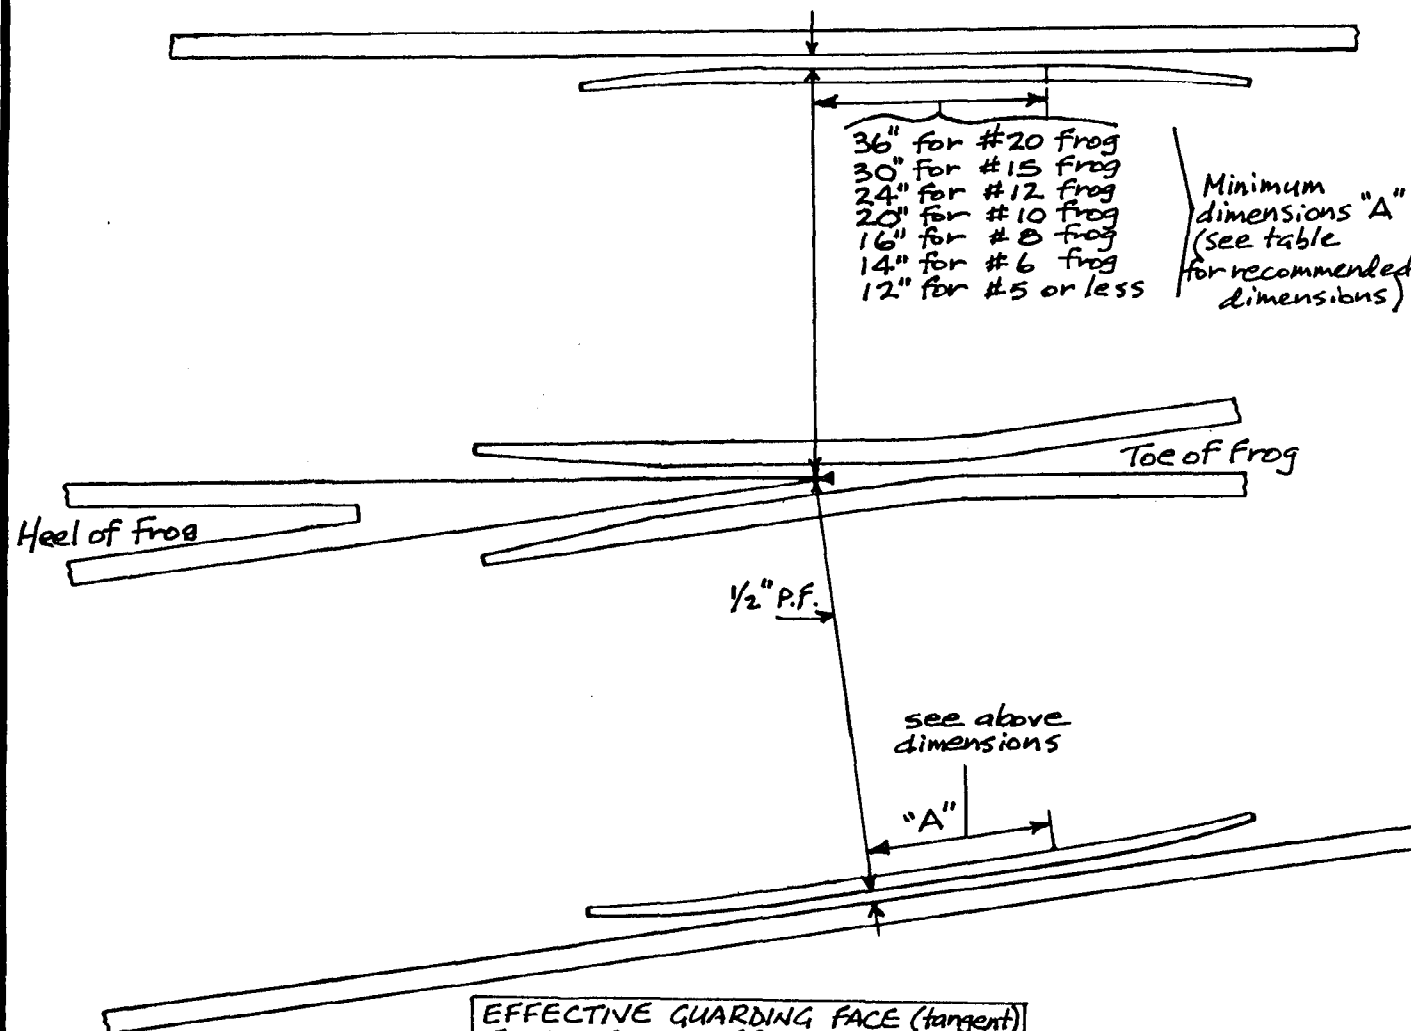 36" for #20 frog
30" for #15 frog
24" for #12 frog
20" for #10 frog
16" for #8 frog
14" for #6 frog
12" for #5 or less
Minimum
dimensions "A"
(see table
for recommended
dimensions)
Toe of Frog
Heel of Frog
1/2" P.F.
see above
dimensions
"A"
EFFECTIVE GUARDING FACE (tangent)